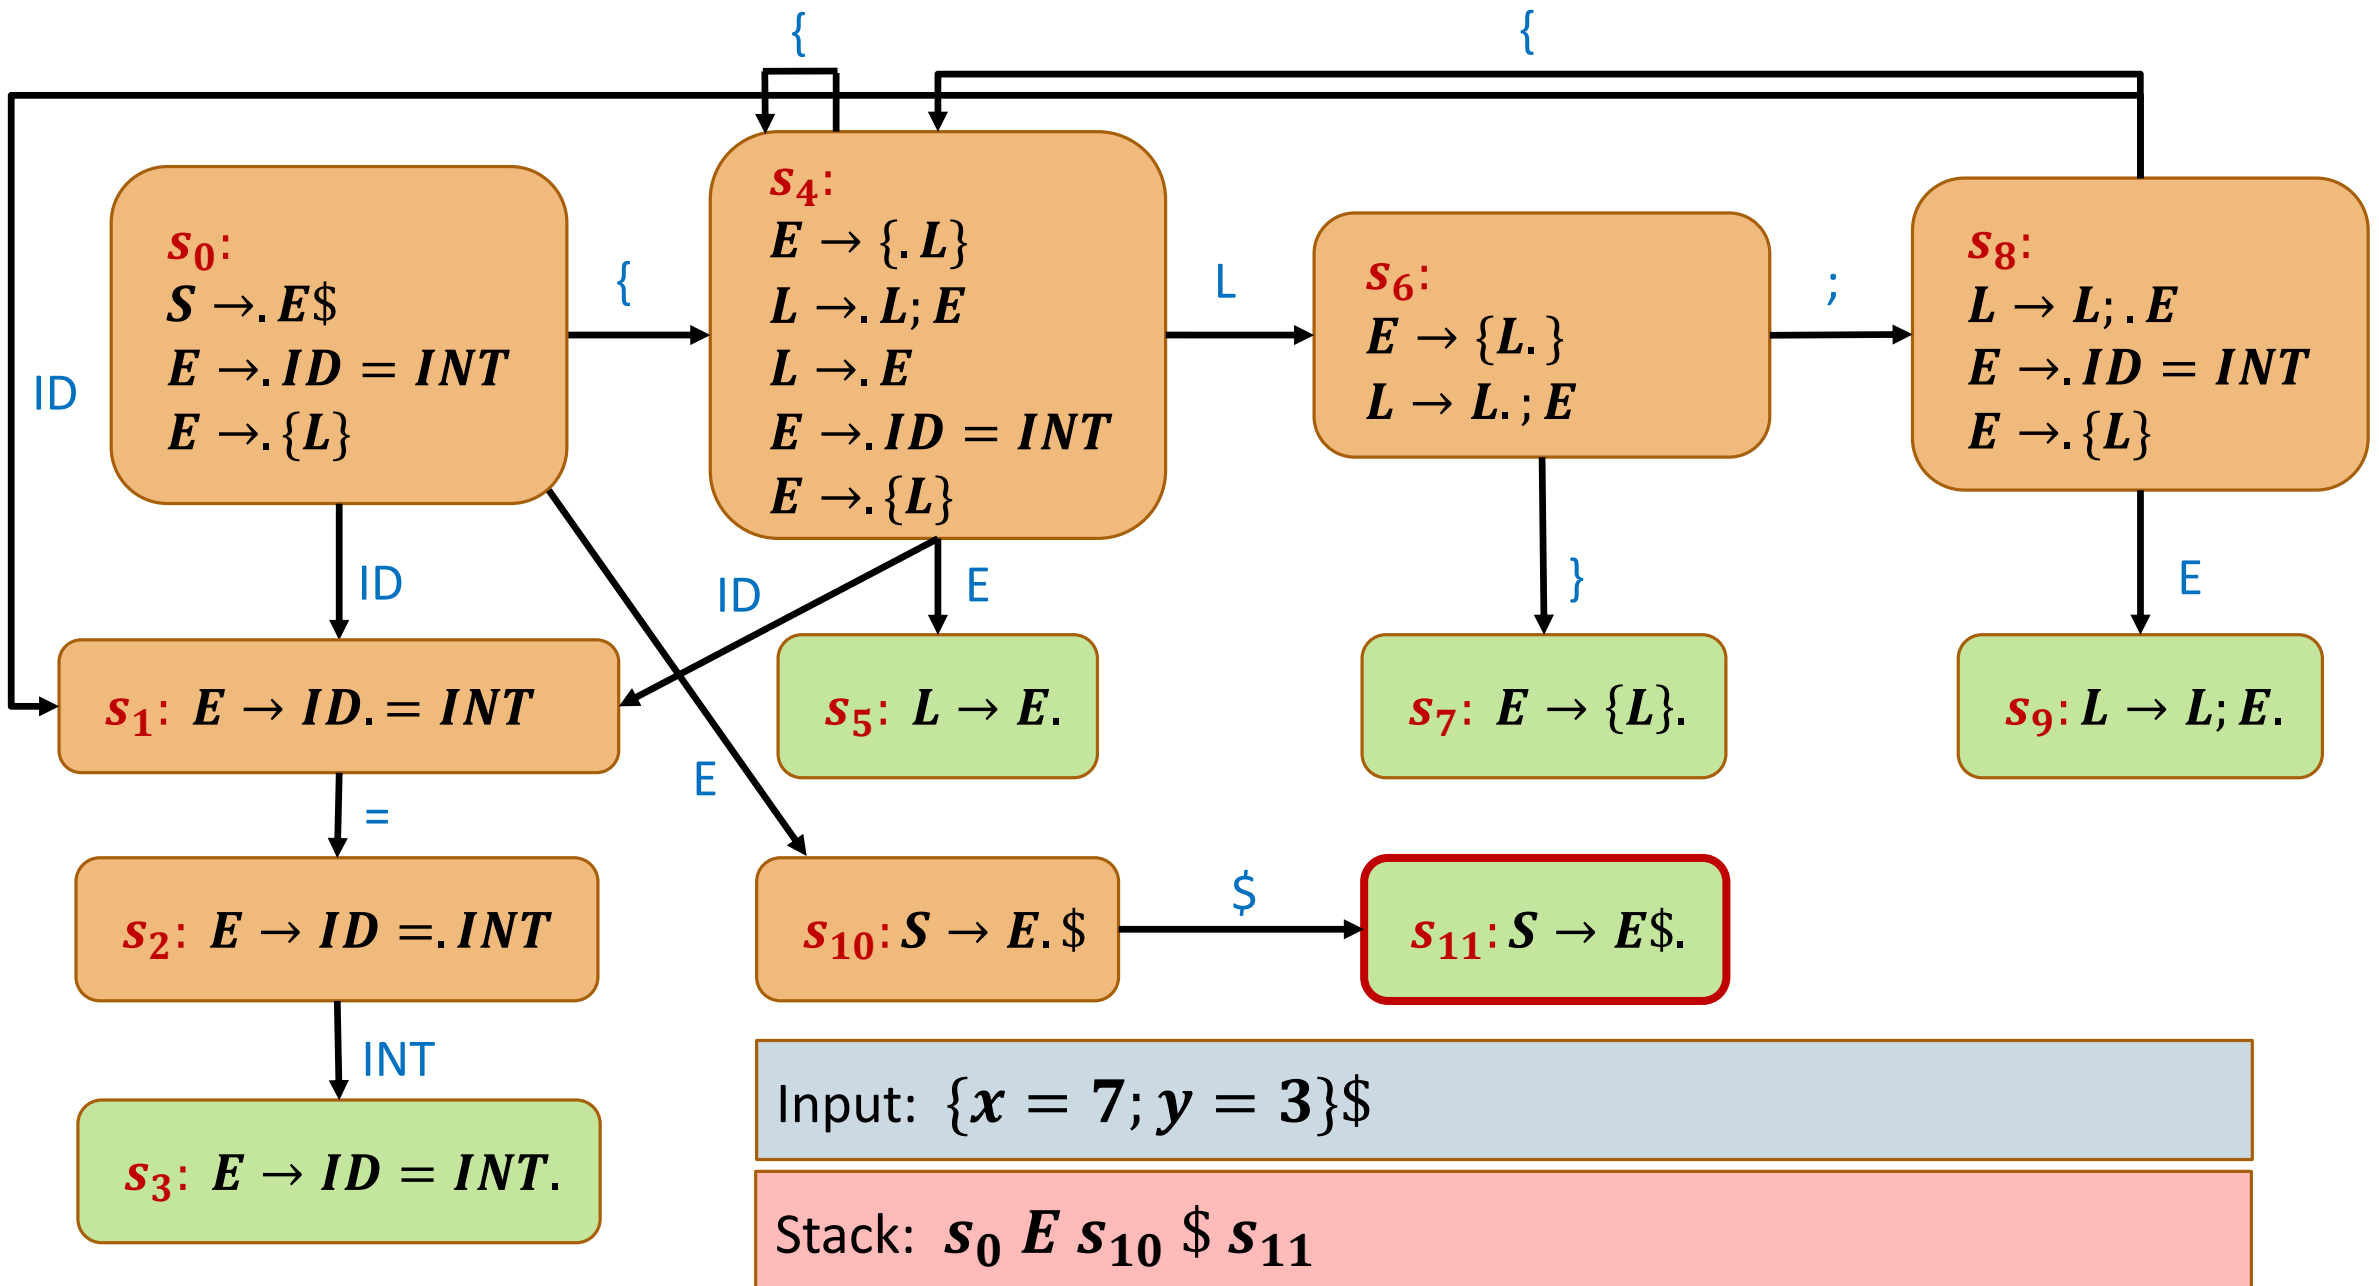 {
{
s₀:
S →. E$
E →. ID = INT
E →. {L}
{
s₄:
E → {. L}
L →. L; E
L →. E
E →. ID = INT
E →. {L}
L
s₆:
E → {L. }
L → L. ; E
;
s₈:
L → L; . E
E →. ID = INT
E →. {L}
ID
ID
ID
E
}
E
s₁: E → ID. = INT
s₅: L → E.
s₇: E → {L}.
s₉: L → L; E.
E
=
s₂: E → ID =. INT
s₁₀: S → E. $
$
s₁₁: S → E$.
INT
s₃: E → ID = INT.
Input: {x = 7; y = 3}$
Stack: s₀ E s₁₀ $ s₁₁